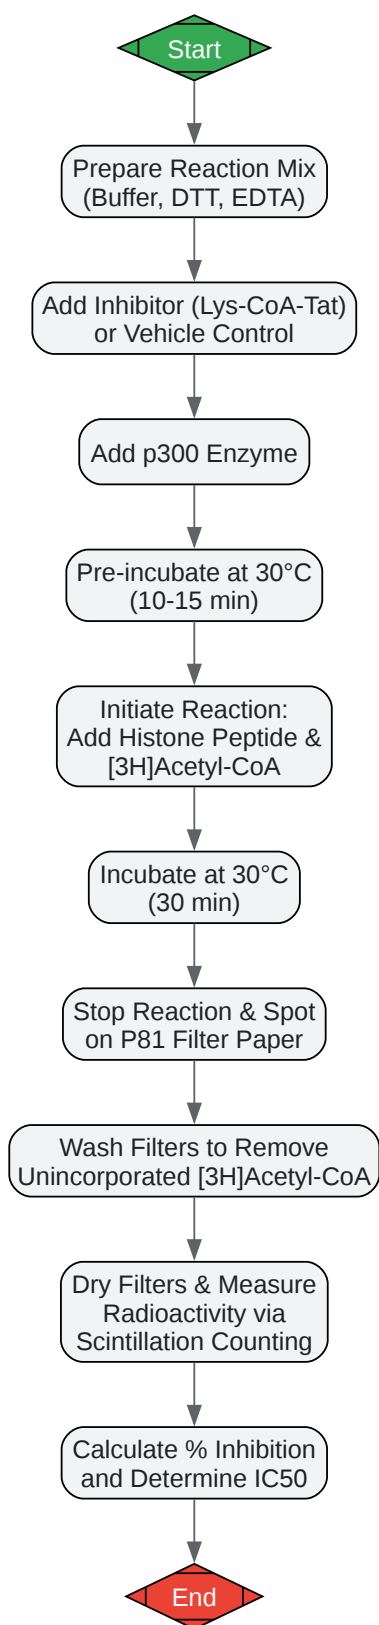 Start
Prepare Reaction Mix
(Buffer, DTT, EDTA)
Add Inhibitor (Lys-CoA-Tat)
or Vehicle Control
Add p300 Enzyme
Pre-incubate at 30°C
(10-15 min)
Initiate Reaction:
Add Histone Peptide &
[3H]Acetyl-CoA
Incubate at 30°C
(30 min)
Stop Reaction & Spot
on P81 Filter Paper
Wash Filters to Remove
Unincorporated [3H]Acetyl-CoA
Dry Filters & Measure
Radioactivity via
Scintillation Counting
Calculate % Inhibition
and Determine IC50
End